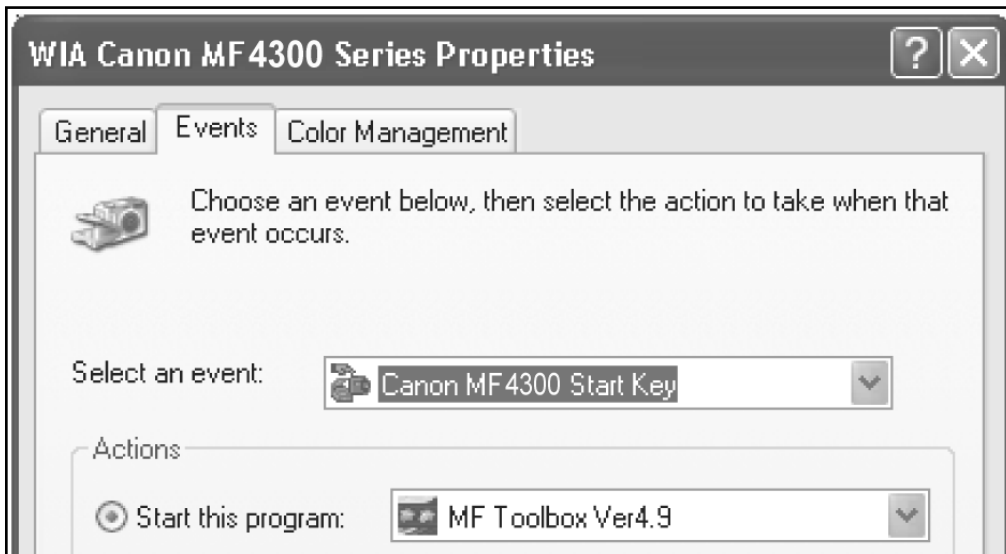 WIA Canon MF4300 Series Properties
?
General Events Color Management
Choose an event below, then select the action to take when that
event occurs.
Select an event: Canon MF4300 Start Key
Actions
Start this program: MF Toolbox Ver4.9